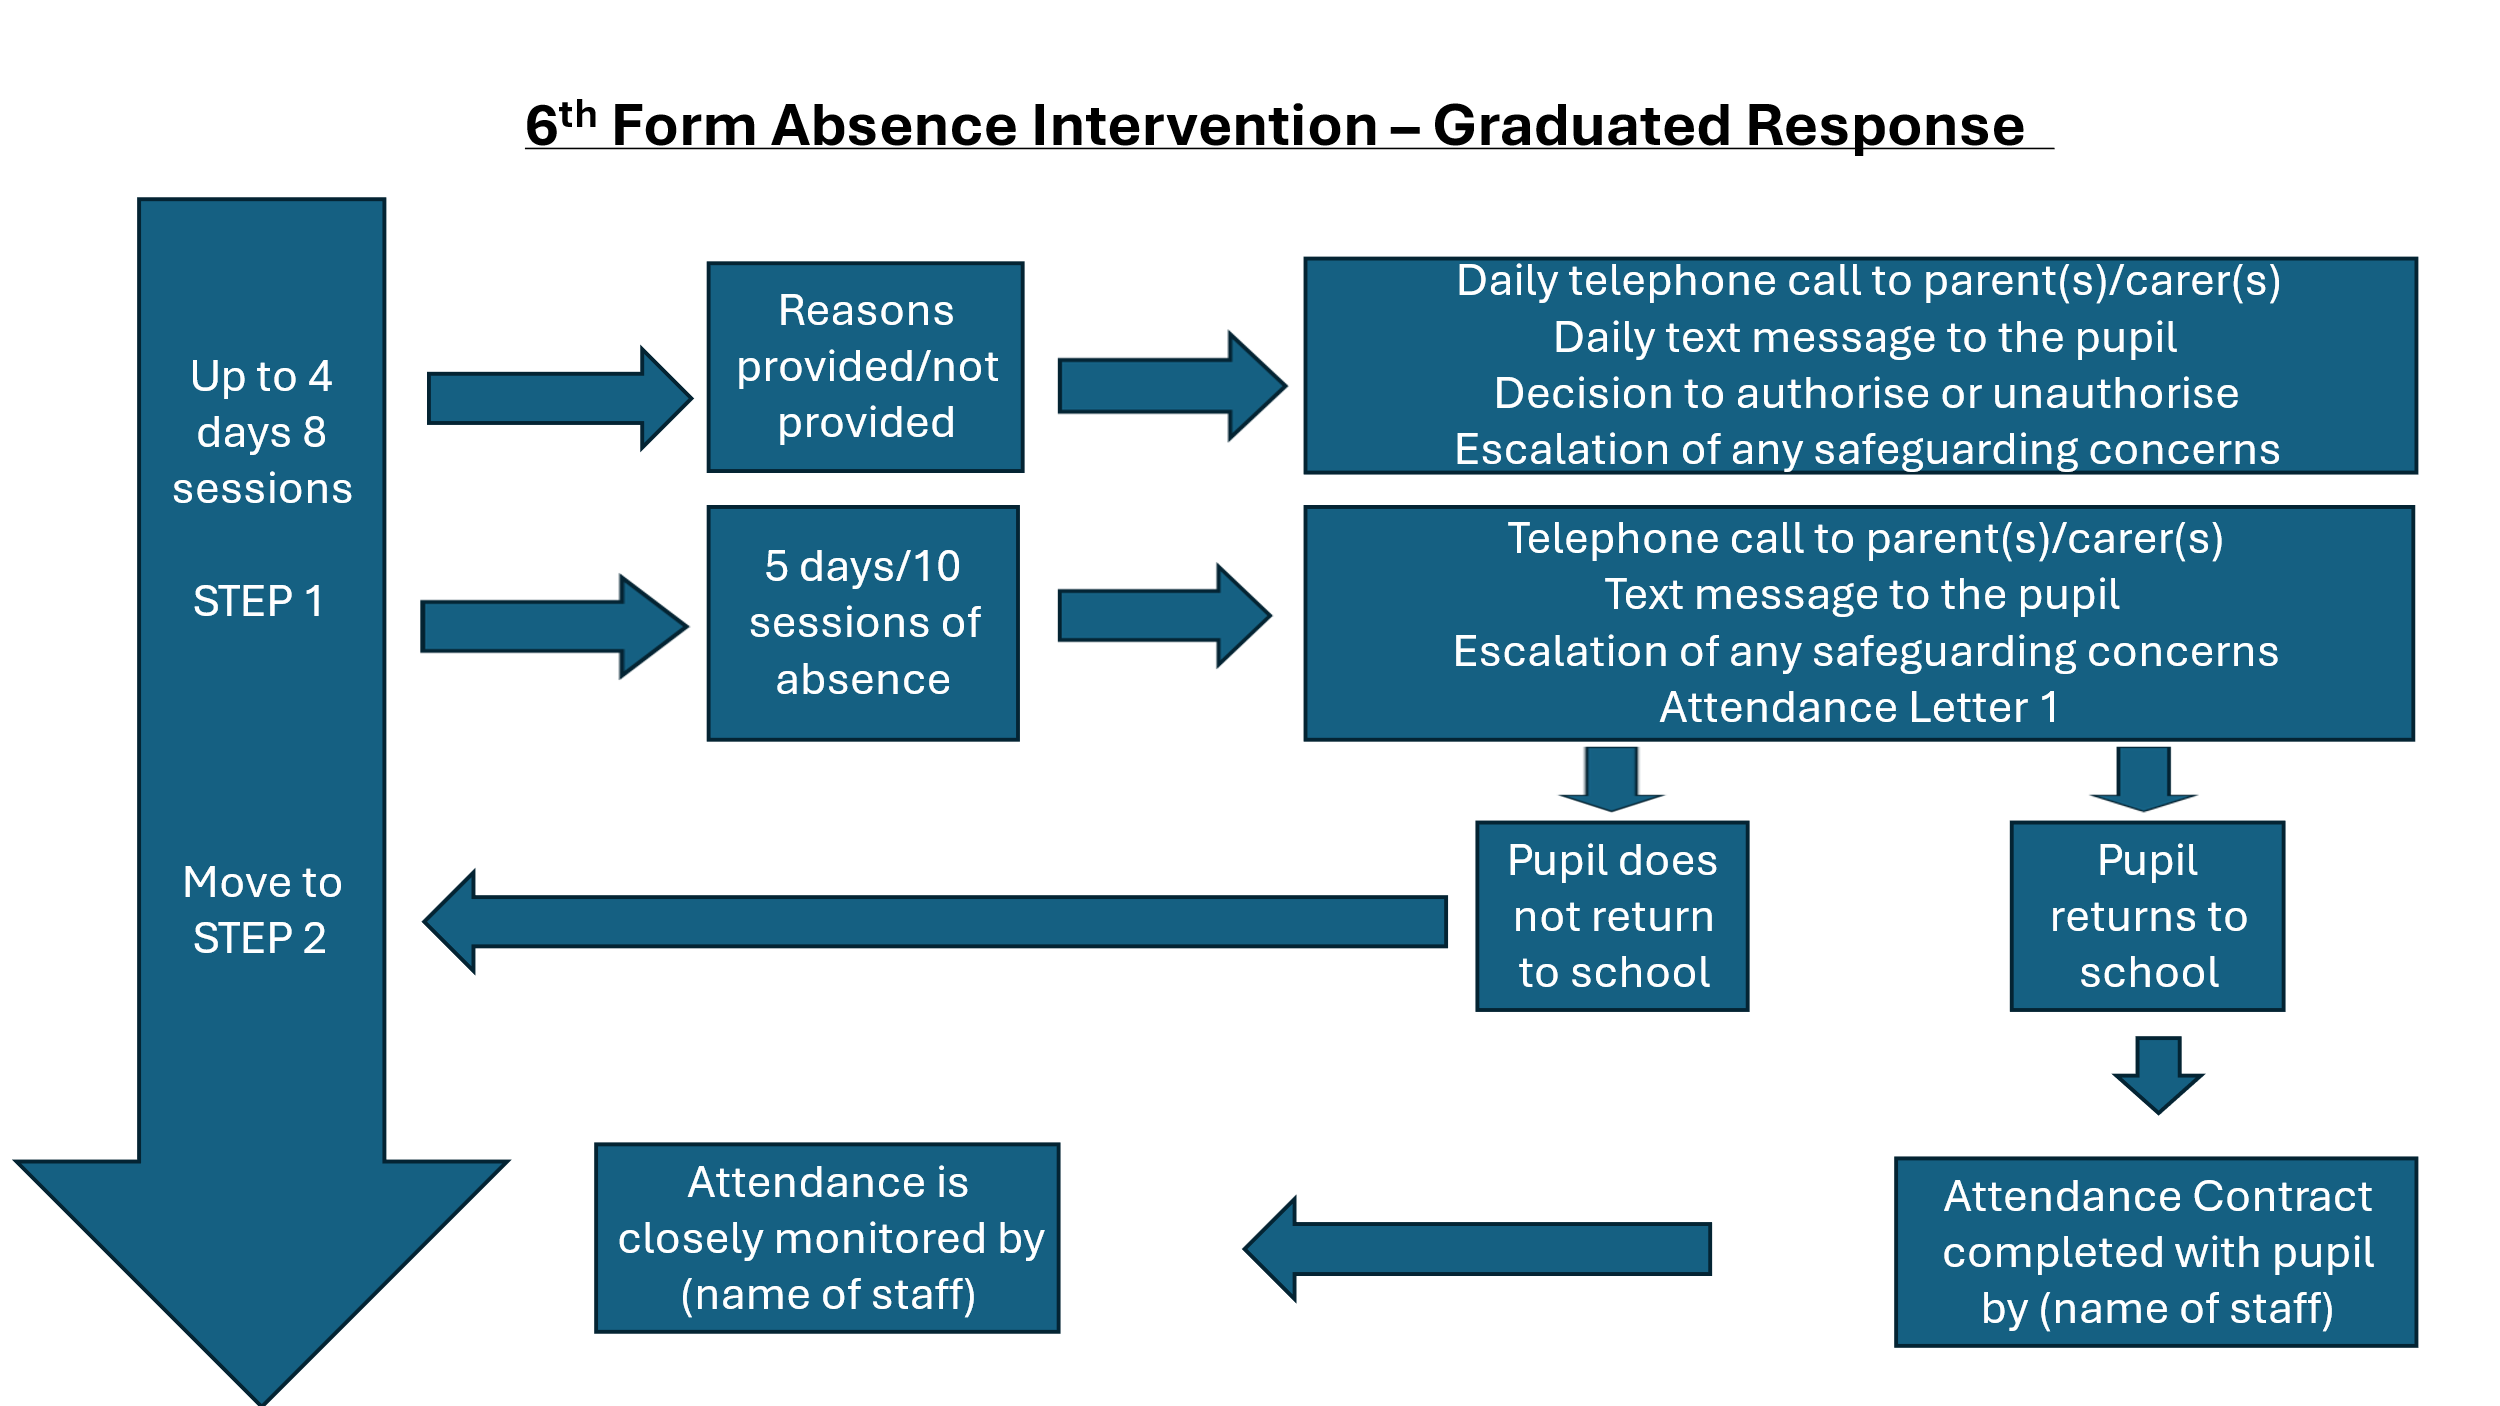 6th Form Absence Intervention – Graduated Response
Up to 4
days 8
sessions
STEP 1
Move to
STEP 2
Reasons
provided/not
provided
Daily telephone call to parent(s)/carer(s)
Daily text message to the pupil
Decision to authorise or unauthorise
Escalation of any safeguarding concerns
5 days/10
sessions of
absence
Telephone call to parent(s)/carer(s)
Text message to the pupil
Escalation of any safeguarding concerns
Attendance Letter 1
Pupil does
not return
to school
Pupil
returns to
school
Attendance Contract
completed with pupil
by (name of staff)
Attendance is
closely monitored by
(name of staff)